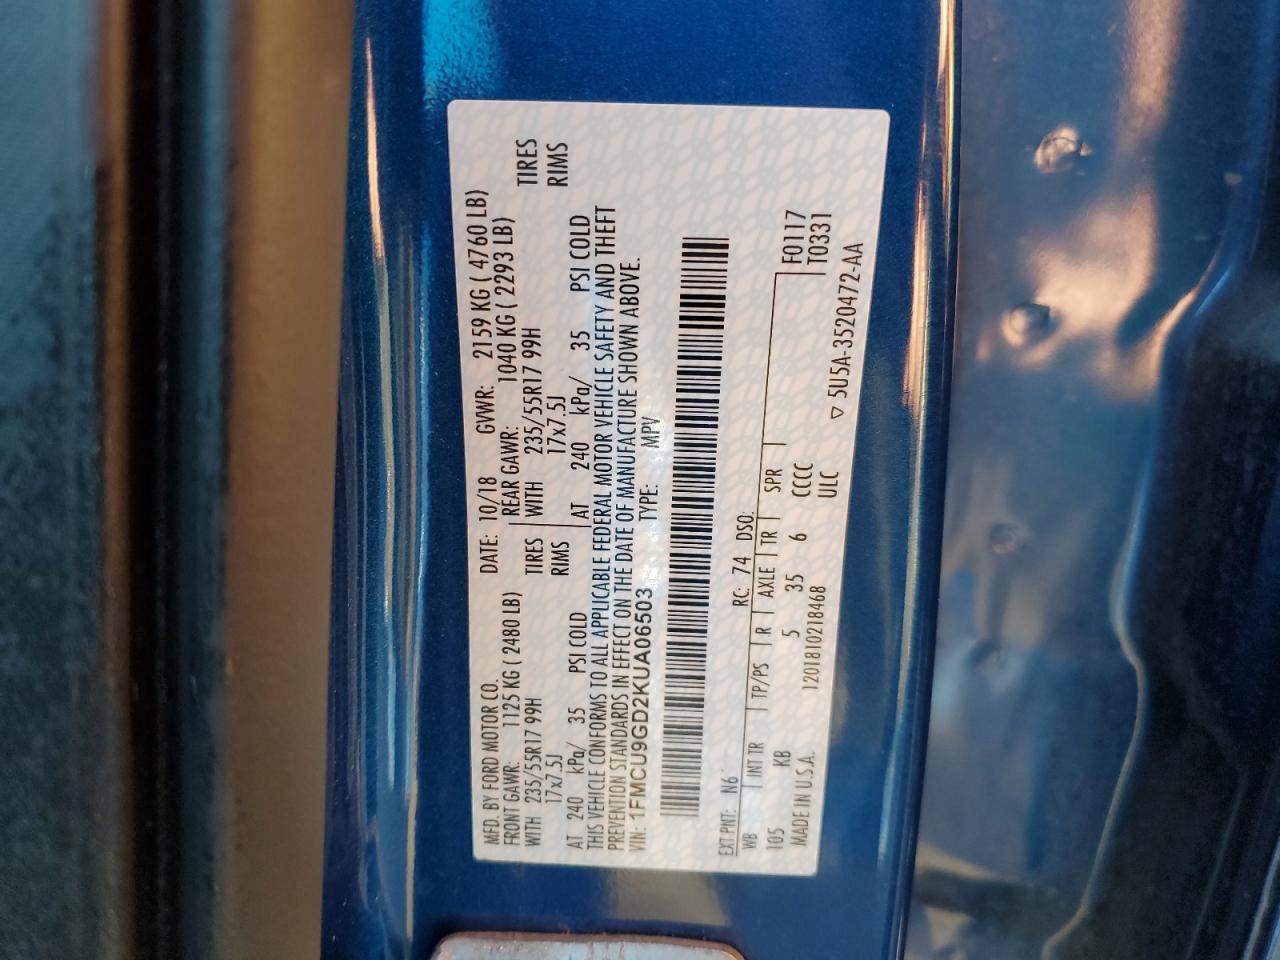 MFD. BY FORD MOTOR CO. DATE: 10/18 GVWR: 2159 KG ( 4760 LB)
FRONT GAWR: 1125 KG ( 2480 LB) REAR GAWR: 1040 KG ( 2293 LB)
WITH 235/55R17 99H TIRES WITH 235/55R17 99H TIRES
17x7.5J RIMS 17x7.5J RIMS
AT 240 kPa/ 35 PSI COLD AT 240 kPa/ 35 PSI COLD
THIS VEHICLE CONFORMS TO ALL APPLICABLE FEDERAL MOTOR VEHICLE SAFETY AND THEFT
PREVENTION STANDARDS IN EFFECT ON THE DATE OF MANUFACTURE SHOWN ABOVE.
VIN: 1FMCU9GD2KUA06503 TYPE: MPV
EXT PNT: N6 RC: 74 DSO:
WB INT TR TP/PS R AXLE TR SPR F0117
105 KB 5 35 6 CCCC T0331
MADE IN U.S.A. 1201810218468 ULC
▽ 5U5A-3520472-AA